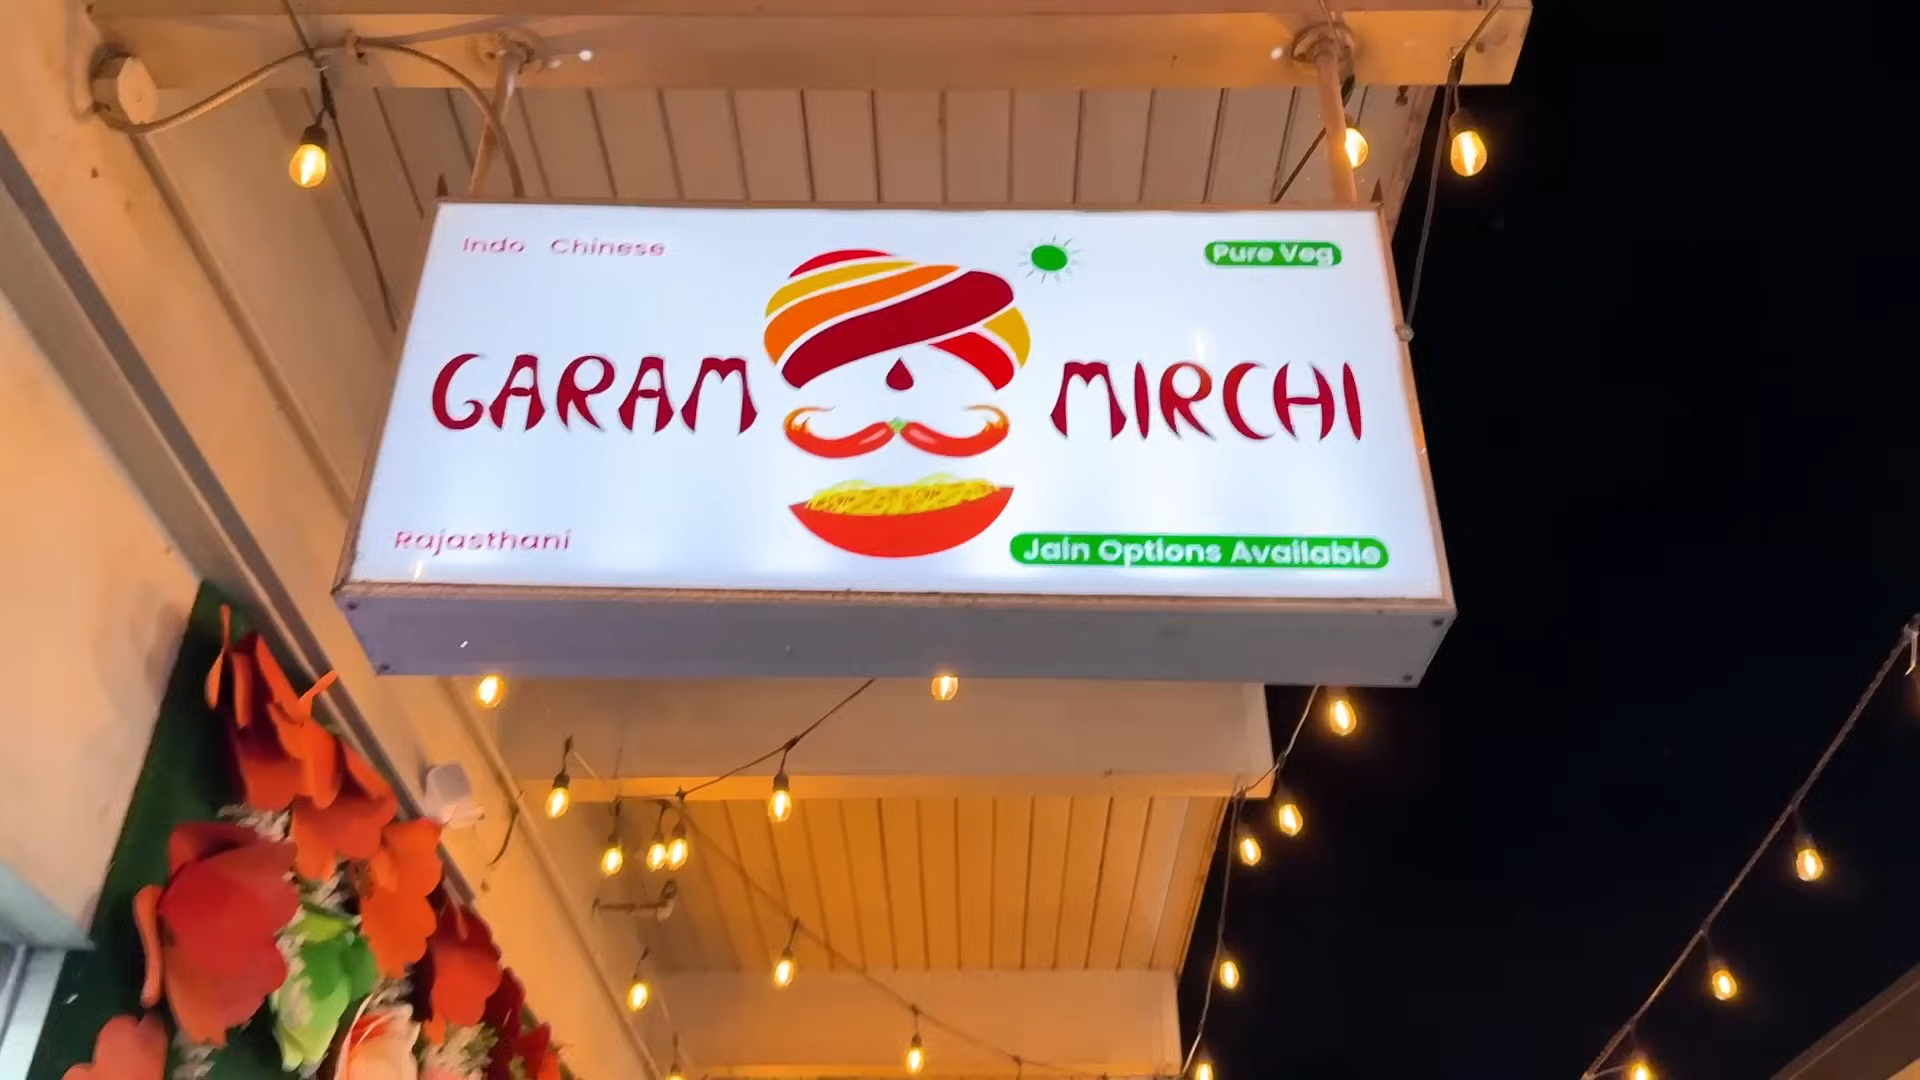 Indo Chinese
Pure Veg
GARAM MIRCHI
Rajasthani
Jain Options Available